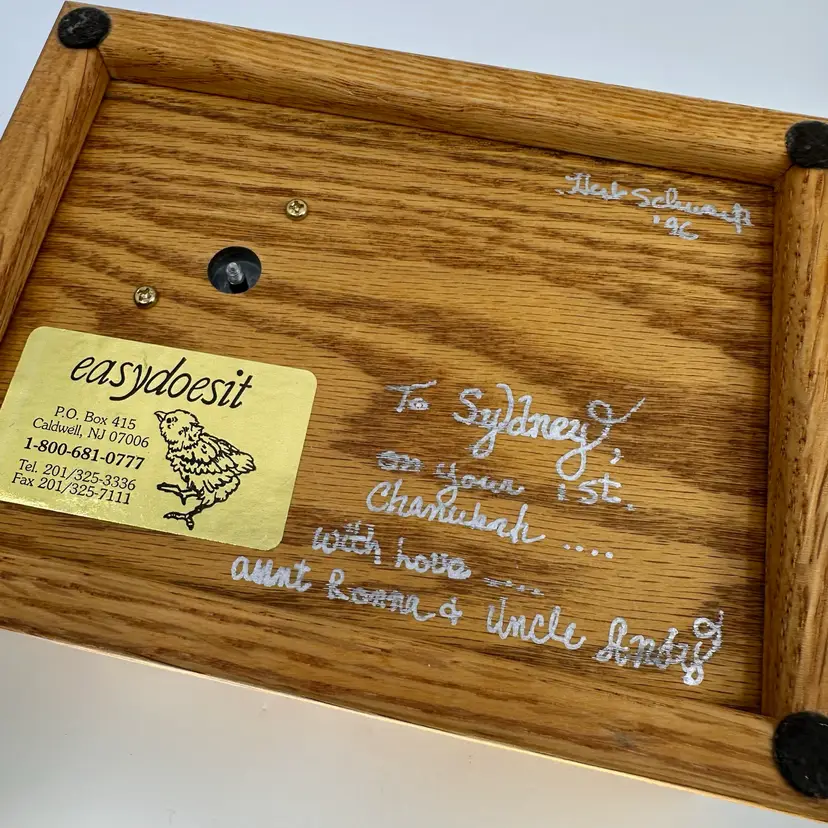 Herb Schwarz
'96
easydoesit
P.O. Box 415
Caldwell, NJ 07006
1-800-681-0777
Tel. 201/325-3336
Fax 201/325-7111
To Sydney,
on your 1st.
Chanukah ....
with Love ....
Aunt Ronna & Uncle Andy